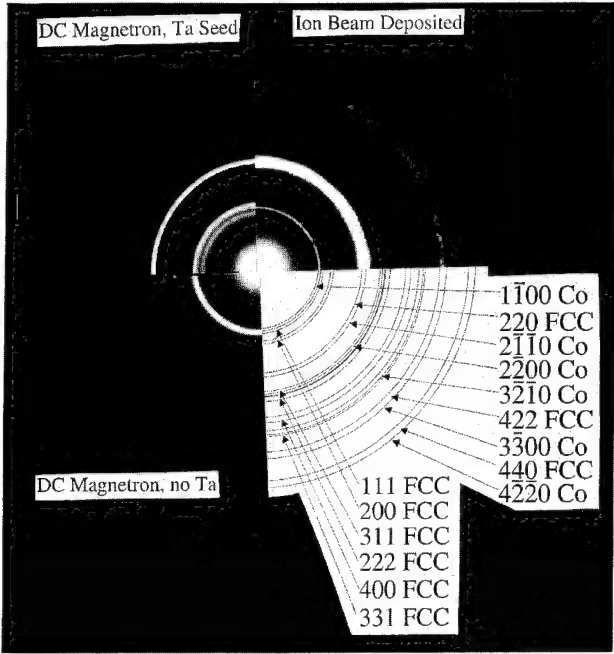 DC Magnetron, Ta Seed
Ion Beam Deposited
11̄00 Co
220 FCC
21̄1̄0 Co
22̄00 Co
32̄1̄0 Co
422 FCC
33̄00 Co
440 FCC
42̄2̄0 Co
DC Magnetron, no Ta
111 FCC
200 FCC
311 FCC
222 FCC
400 FCC
331 FCC